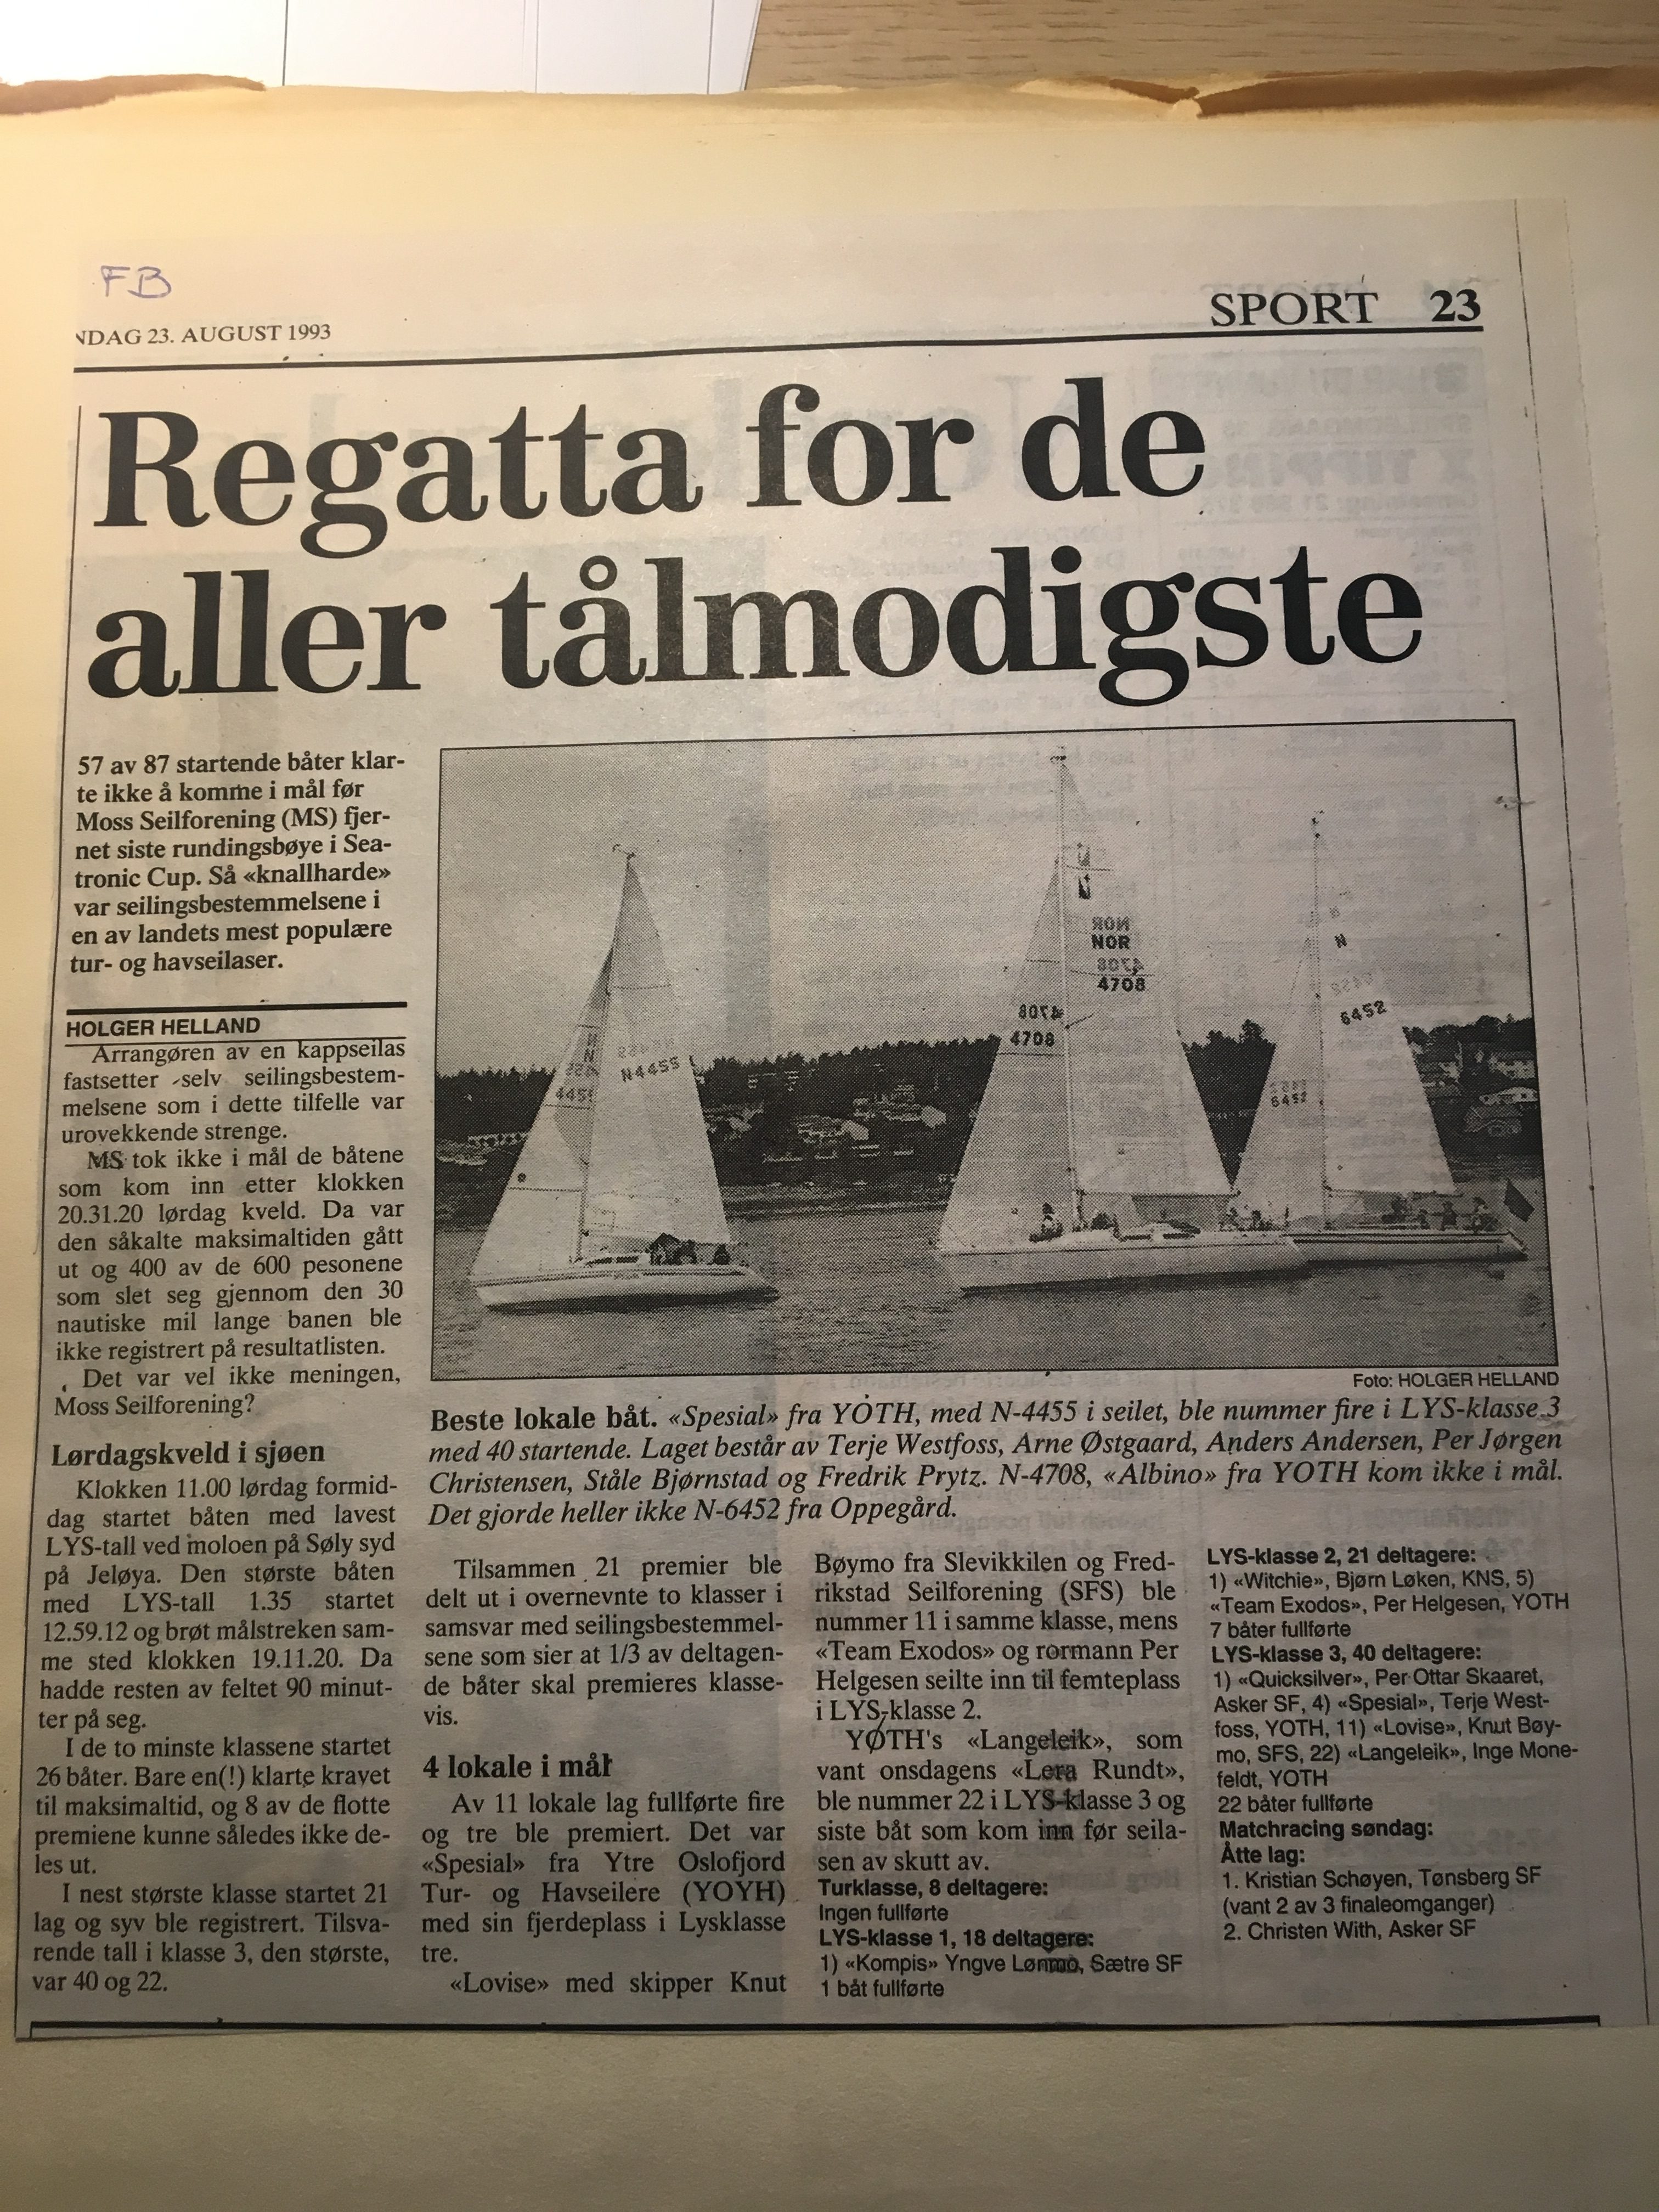 FB
NDAG 23. AUGUST 1993
SPORT 23
Regatta for de
aller tålmodigste
57 av 87 startende båter klar-
te ikke å komme i mål før
Moss Seilforening (MS) fjer-
net siste rundingsbøye i Sea-
tronic Cup. Så «knallharde»
var seilingsbestemmelsene i
en av landets mest populære
tur- og havseilaser.
HOLGER HELLAND
Arrangøren av en kappseilas
fastsetter selv seilingsbestem-
melsene som i dette tilfelle var
urovekkende strenge.
MS tok ikke i mål de båtene
som kom inn etter klokken
20.31.20 lørdag kveld. Da var
den såkalte maksimaltiden gått
ut og 400 av de 600 pesonene
som slet seg gjennom den 30
nautiske mil lange banen ble
ikke registrert på resultatlisten.
Det var vel ikke meningen,
Moss Seilforening?
Lørdagskveld i sjøen
Klokken 11.00 lørdag formid-
dag startet båten med lavest
LYS-tall ved moloen på Søly syd
på Jeløya. Den største båten
med LYS-tall 1.35 startet
12.59.12 og brøt målstreken sam-
me sted klokken 19.11.20. Da
hadde resten av feltet 90 minut-
ter på seg.
I de to minste klassene startet
26 båter. Bare en(!) klarte kravet
til maksimaltid, og 8 av de flotte
premiene kunne således ikke de-
les ut.
I nest største klasse startet 21
lag og syv ble registrert. Tilsva-
rende tall i klasse 3, den største,
var 40 og 22.
N
4455
N4455
NOR
4708
4708
N
6452
6452
Foto: HOLGER HELLAND
Beste lokale båt. «Spesial» fra YOTH, med N-4455 i seilet, ble nummer fire i LYS-klasse 3
med 40 startende. Laget består av Terje Westfoss, Arne Østgaard, Anders Andersen, Per Jørgen
Christensen, Ståle Bjørnstad og Fredrik Prytz. N-4708, «Albino» fra YOTH kom ikke i mål.
Det gjorde heller ikke N-6452 fra Oppegård.
Tilsammen 21 premier ble
delt ut i overnevnte to klasser i
samsvar med seilingsbestemmel-
sene som sier at 1/3 av deltagen-
de båter skal premieres klasse-
vis.
4 lokale i mål
Av 11 lokale lag fullførte fire
og tre ble premiert. Det var
«Spesial» fra Ytre Oslofjord
Tur- og Havseilere (YOYH)
med sin fjerdeplass i Lysklasse
tre.
«Lovise» med skipper Knut
Bøymo fra Slevikkilen og Fred-
rikstad Seilforening (SFS) ble
nummer 11 i samme klasse, mens
«Team Exodos» og rormann Per
Helgesen seilte inn til femteplass
i LYS-klasse 2.
YØTH's «Langeleik», som
vant onsdagens «Lera Rundt»,
ble nummer 22 i LYS-klasse 3 og
siste båt som kom inn før seila-
sen av skutt av.
Turklasse, 8 deltagere:
Ingen fullførte
LYS-klasse 1, 18 deltagere:
1) «Kompis» Yngve Lønmo, Sætre SF
1 båt fullførte
LYS-klasse 2, 21 deltagere:
1) «Witchie», Bjørn Løken, KNS, 5)
«Team Exodos», Per Helgesen, YOTH
7 båter fullførte
LYS-klasse 3, 40 deltagere:
1) «Quicksilver», Per Ottar Skaaret,
Asker SF, 4) «Spesial», Terje West-
foss, YOTH, 11) «Lovise», Knut Bøy-
mo, SFS, 22) «Langeleik», Inge Mone-
feldt, YOTH
22 båter fullførte
Matchracing søndag:
Åtte lag:
1. Kristian Schøyen, Tønsberg SF
(vant 2 av 3 finaleomganger)
2. Christen With, Asker SF